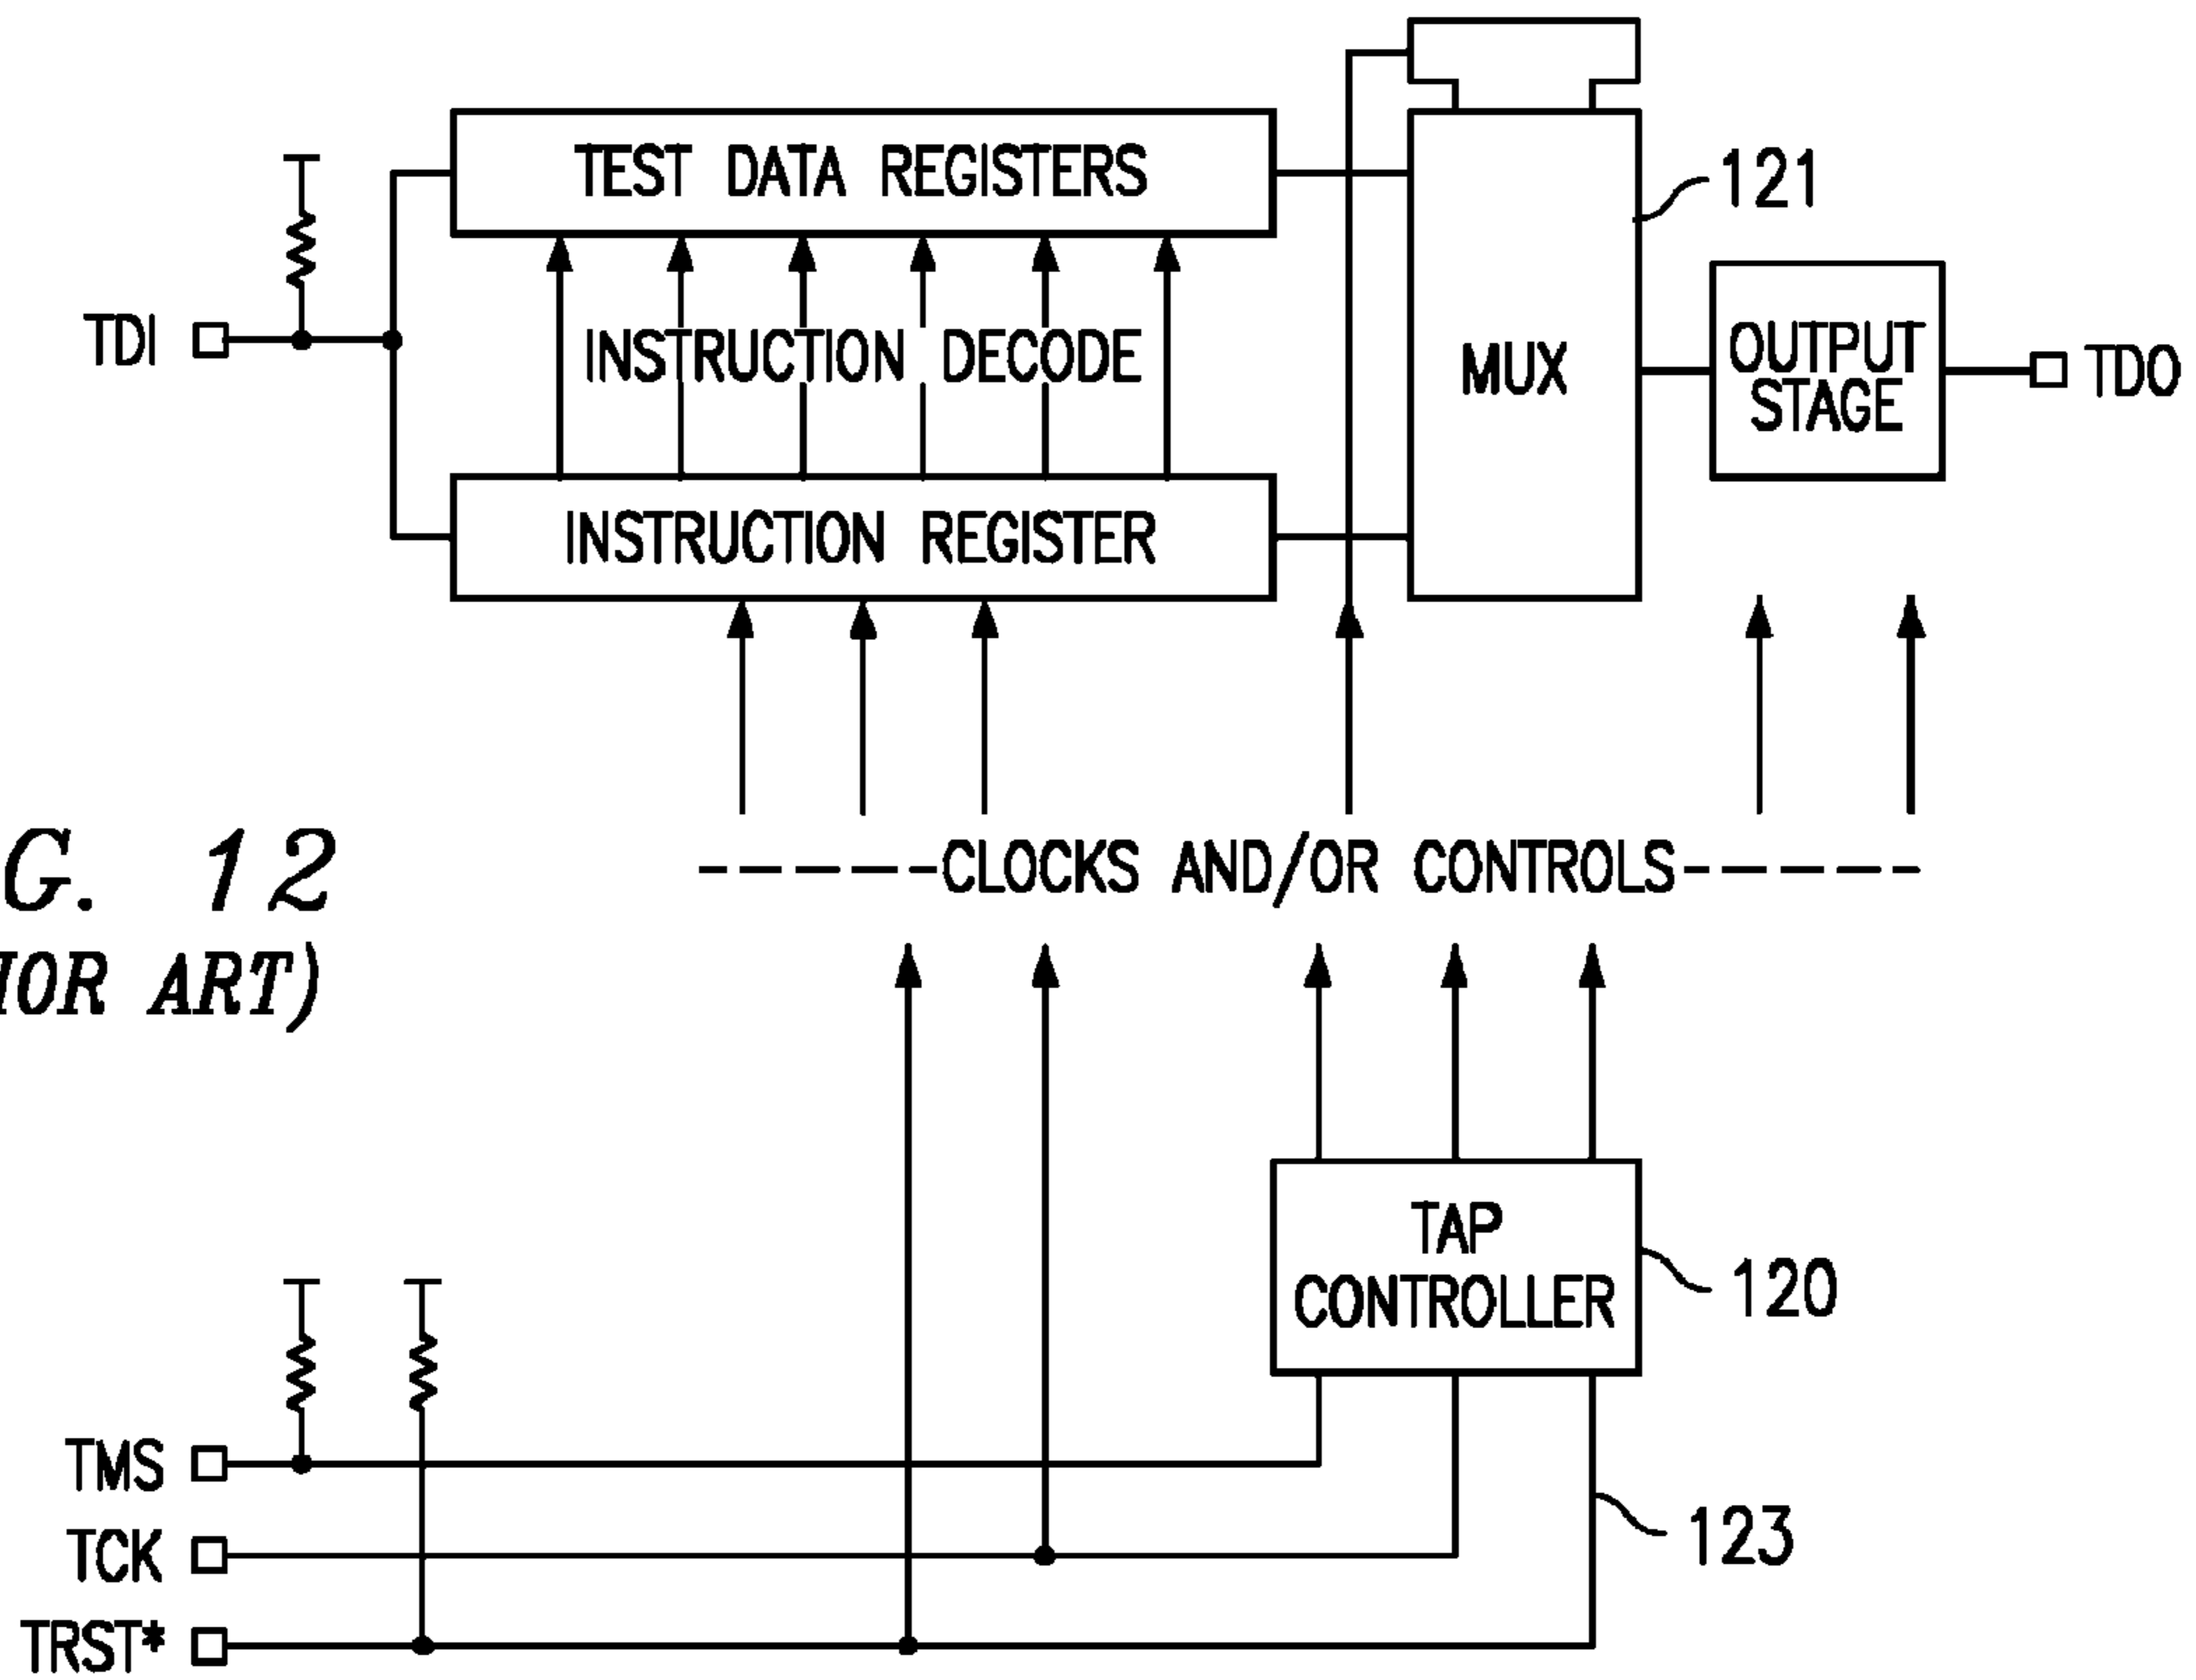 TEST DATA REGISTERS
121
TDI
INSTRUCTION DECODE
MUX
OUTPUT
STAGE
TDO
INSTRUCTION REGISTER
G. 12
IOR ART)
CLOCKS AND/OR CONTROLS
TAP
CONTROLLER
120
TMS
TCK
123
TRST*